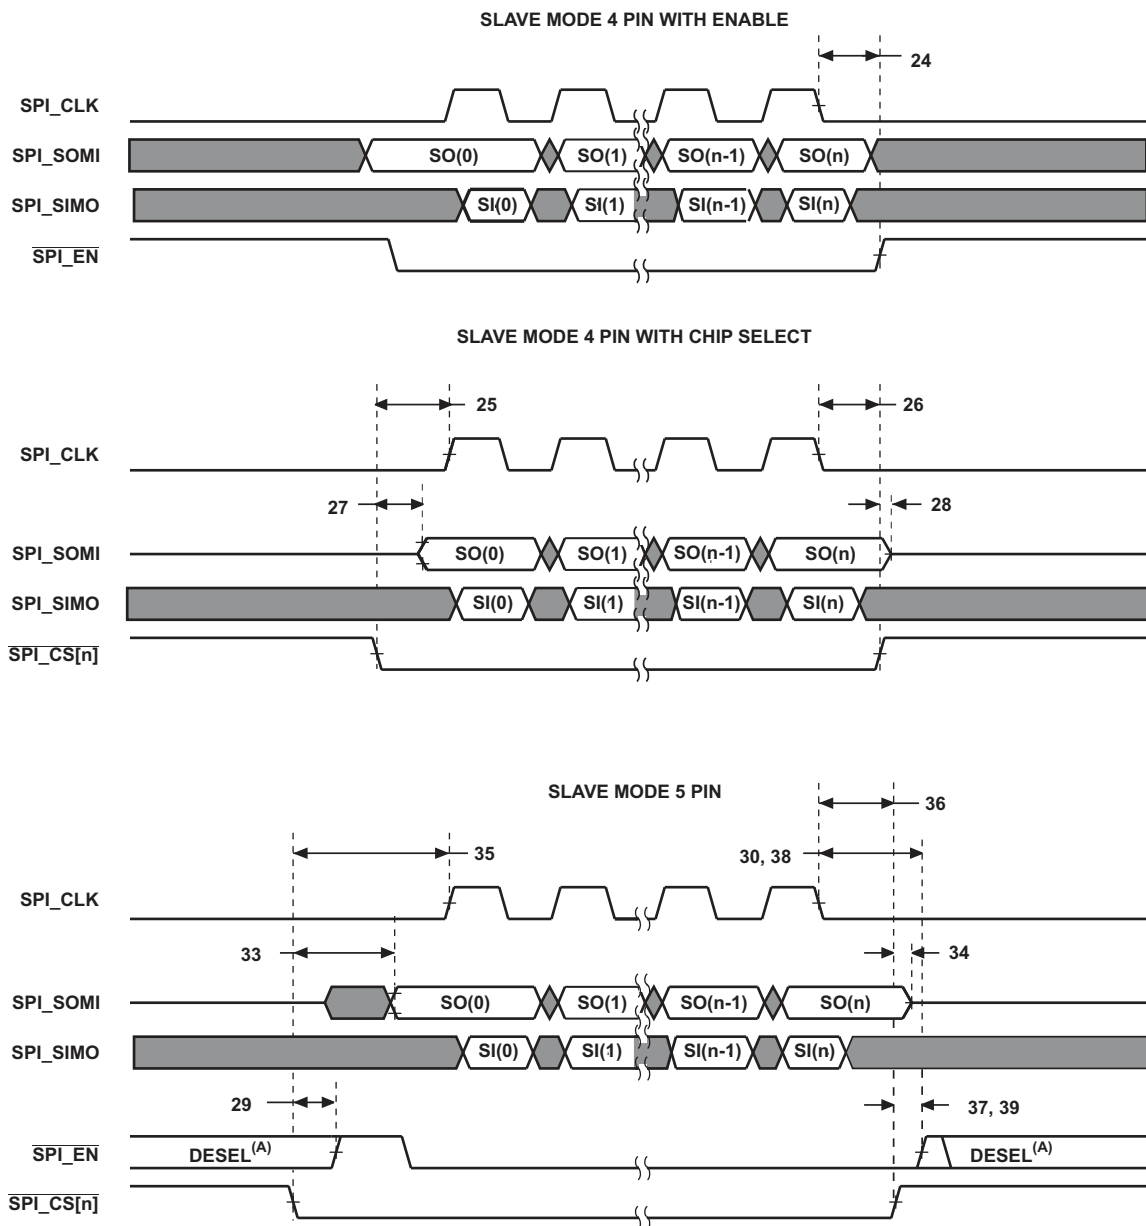 SLAVE MODE 4 PIN WITH ENABLE
24
SPI_CLK
SPI_SOMI SO(0) SO(1) SO(n-1) SO(n)
SPI_SIMO SI(0) SI(1) SI(n-1) SI(n)
SPI_EN
SLAVE MODE 4 PIN WITH CHIP SELECT
25 26
SPI_CLK
27 28
SPI_SOMI SO(0) SO(1) SO(n-1) SO(n)
SPI_SIMO SI(0) SI(1) SI(n-1) SI(n)
SPI_CS[n]
SLAVE MODE 5 PIN
36
35 30, 38
SPI_CLK
33 34
SPI_SOMI SO(0) SO(1) SO(n-1) SO(n)
SPI_SIMO SI(0) SI(1) SI(n-1) SI(n)
29 37, 39
SPI_EN DESEL(A) DESEL(A)
SPI_CS[n]